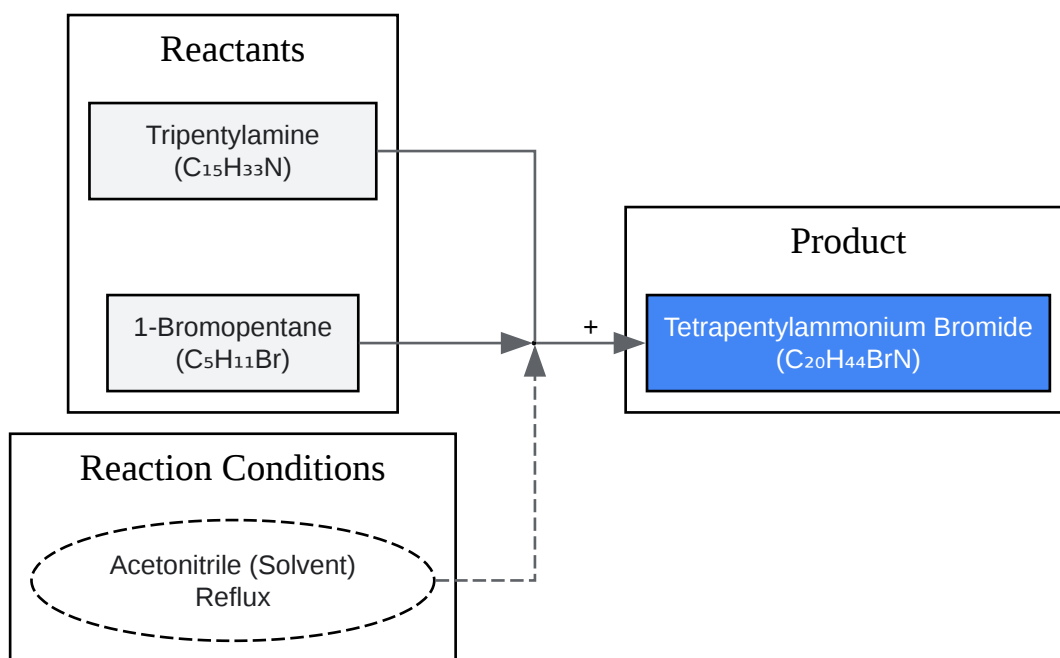 Reactants
Tripentylamine
(C₁₅H₃₃N)
1-Bromopentane
(C₅H₁₁Br)
+
Product
Tetrapentylammonium Bromide
(C₂₀H₄₄BrN)
Reaction Conditions
Acetonitrile (Solvent)
Reflux